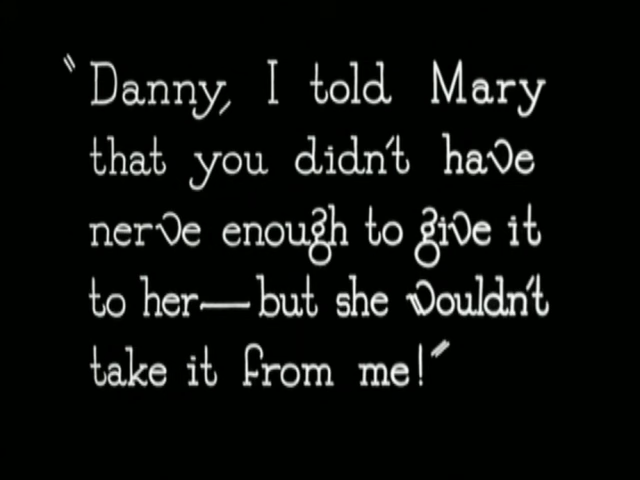 "Danny, I told Mary
that you didn't have
nerve enough to give it
to her—but she wouldn't
take it from me!"